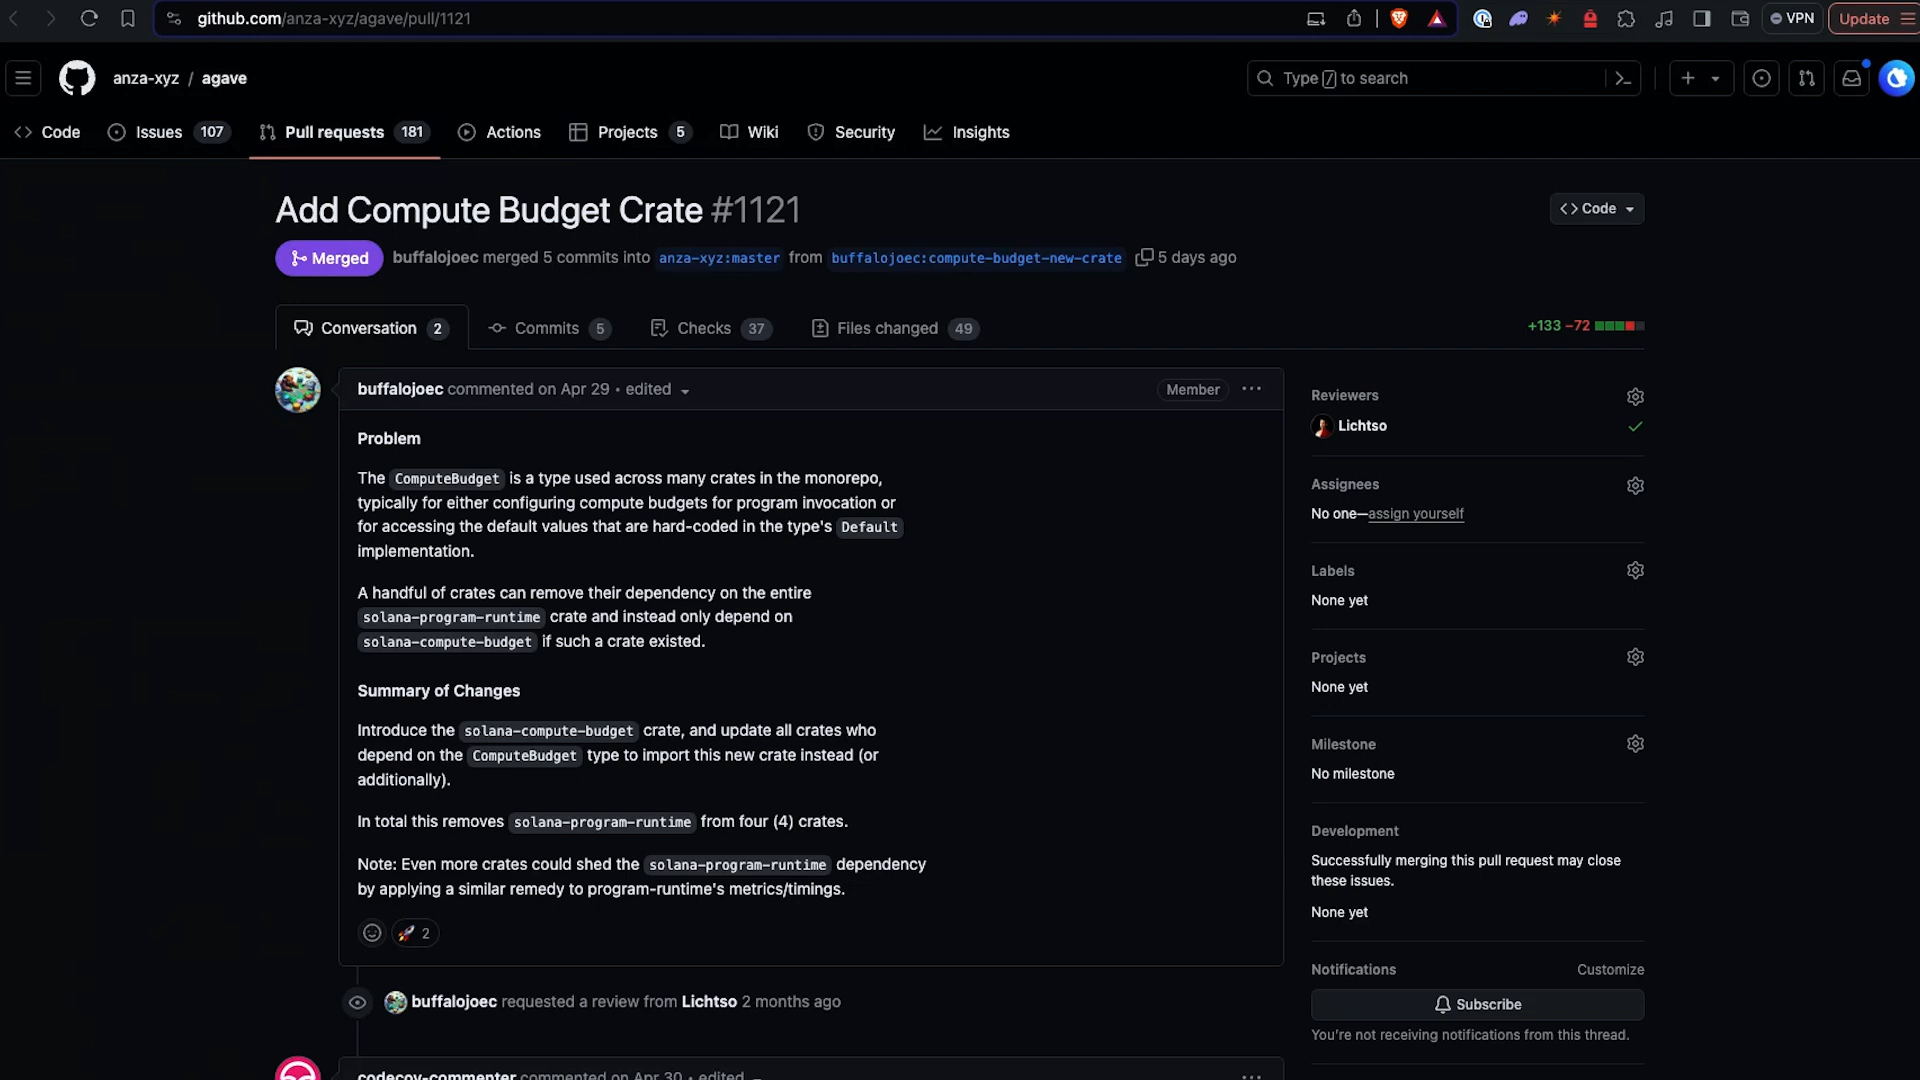 github.com/anza-xyz/agave/pull/1121
VPN
Update
anza-xyz / agave
Type / to search
Code
Issues 107
Pull requests 181
Actions
Projects 5
Wiki
Security
Insights
Add Compute Budget Crate #1121
Code
Merged
buffalojoec merged 5 commits into anza-xyz:master from buffalojoec:compute-budget-new-crate 5 days ago
Conversation 2
Commits 5
Checks 37
Files changed 49
+133 −72
buffalojoec commented on Apr 29 • edited
Member
Problem
The ComputeBudget is a type used across many crates in the monorepo,
typically for either configuring compute budgets for program invocation or
for accessing the default values that are hard-coded in the type's Default
implementation.
A handful of crates can remove their dependency on the entire
solana-program-runtime crate and instead only depend on
solana-compute-budget if such a crate existed.
Summary of Changes
Introduce the solana-compute-budget crate, and update all crates who
depend on the ComputeBudget type to import this new crate instead (or
additionally).
In total this removes solana-program-runtime from four (4) crates.
Note: Even more crates could shed the solana-program-runtime dependency
by applying a similar remedy to program-runtime's metrics/timings.
🚀 2
buffalojoec requested a review from Lichtso 2 months ago
codecov-commenter commented on Apr 30 • edited
Reviewers
Lichtso
Assignees
No one—assign yourself
Labels
None yet
Projects
None yet
Milestone
No milestone
Development
Successfully merging this pull request may close
these issues.
None yet
Notifications
Customize
Subscribe
You're not receiving notifications from this thread.